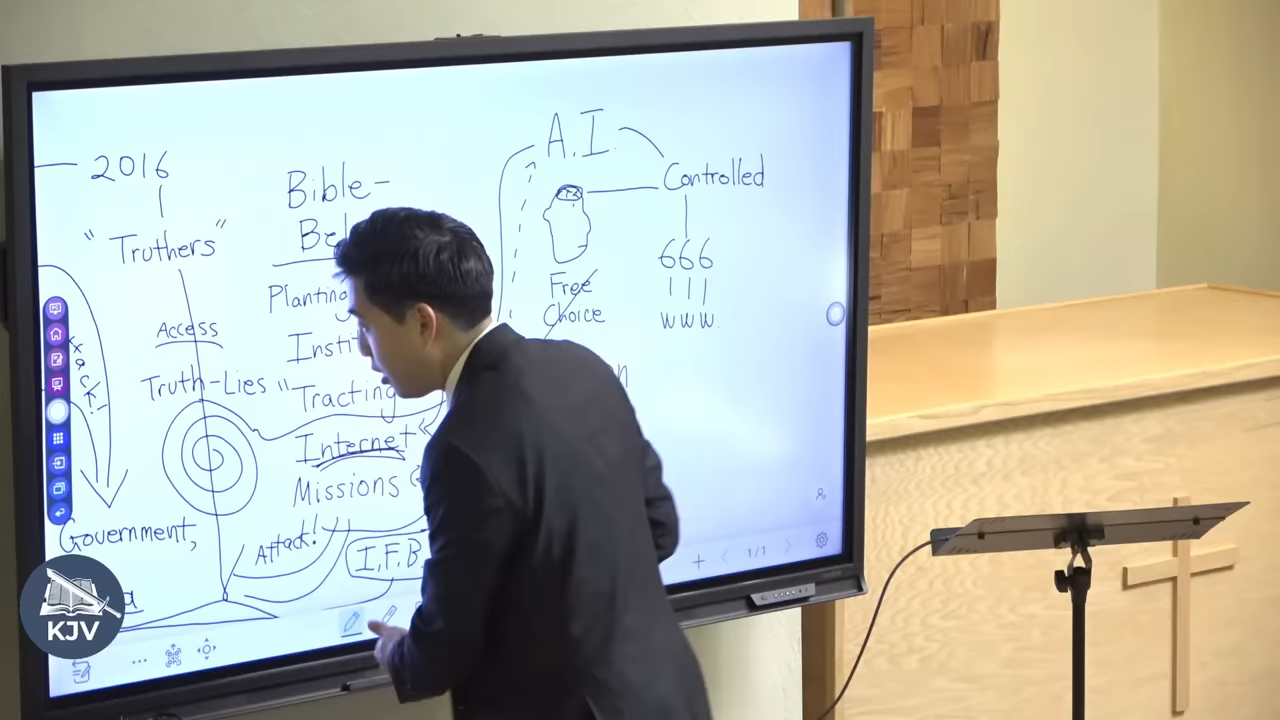 2016
"Truthers"
Access
Truth-Lies "
Government,
Attack!
I.F.B.
Bible-
Planting
Tracting
Internet
Missions
A.I.
Controlled
666
Free
Choice
W W W.
1/1
KJV